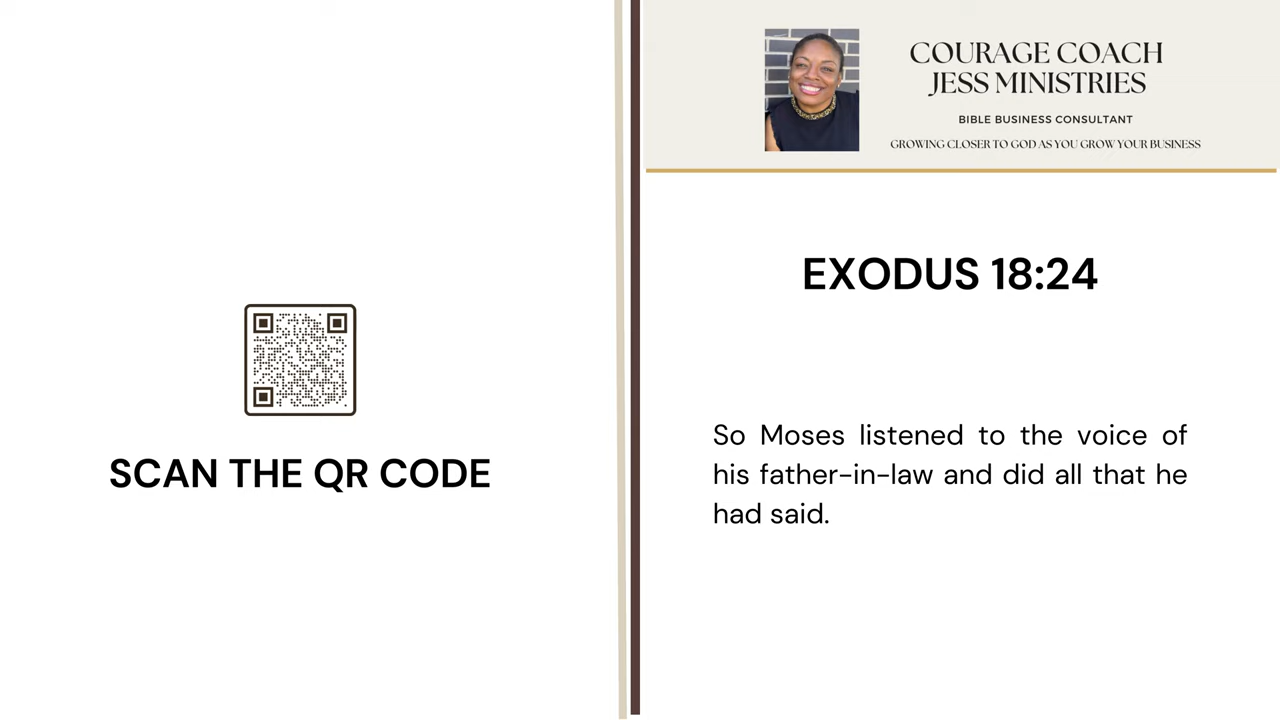 SCAN THE QR CODE
COURAGE COACH
JESS MINISTRIES
BIBLE BUSINESS CONSULTANT
GROWING CLOSER TO GOD AS YOU GROW YOUR BUSINESS
EXODUS 18:24
So Moses listened to the voice of
his father-in-law and did all that he
had said.